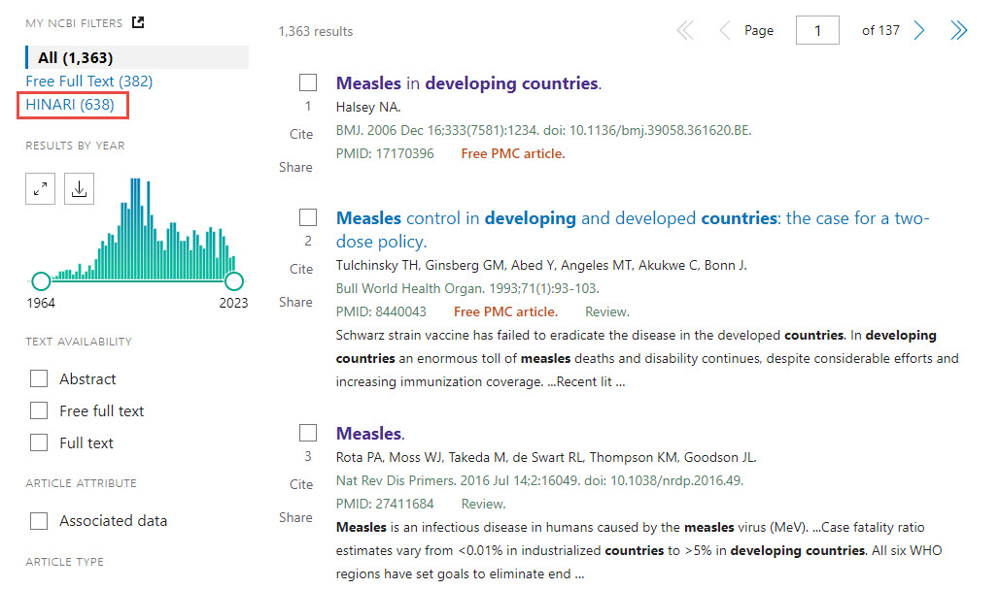 MY NCBI FILTERS
All (1,363)
Free Full Text (382)
HINARI (638)
RESULTS BY YEAR
1964 2023
TEXT AVAILABILITY
Abstract
Free full text
Full text
ARTICLE ATTRIBUTE
Associated data
ARTICLE TYPE
1,363 results
Page 1 of 137
Measles in developing countries.
1
Halsey NA.
Cite
BMJ. 2006 Dec 16;333(7581):1234. doi: 10.1136/bmj.39058.361620.BE.
PMID: 17170396 Free PMC article.
Share
Measles control in developing and developed countries: the case for a two-
dose policy.
2
Tulchinsky TH, Ginsberg GM, Abed Y, Angeles MT, Akukwe C, Bonn J.
Cite
Bull World Health Organ. 1993;71(1):93-103.
Share
PMID: 8440043 Free PMC article. Review.
Schwarz strain vaccine has failed to eradicate the disease in the developed countries. In developing
countries an enormous toll of measles deaths and disability continues, despite considerable efforts and
increasing immunization coverage. ...Recent lit ...
Measles.
3
Rota PA, Moss WJ, Takeda M, de Swart RL, Thompson KM, Goodson JL.
Cite
Nat Rev Dis Primers. 2016 Jul 14;2:16049. doi: 10.1038/nrdp.2016.49.
PMID: 27411684 Review.
Share
Measles is an infectious disease in humans caused by the measles virus (MeV). ...Case fatality ratio
estimates vary from <0.01% in industrialized countries to >5% in developing countries. All six WHO
regions have set goals to eliminate end ...